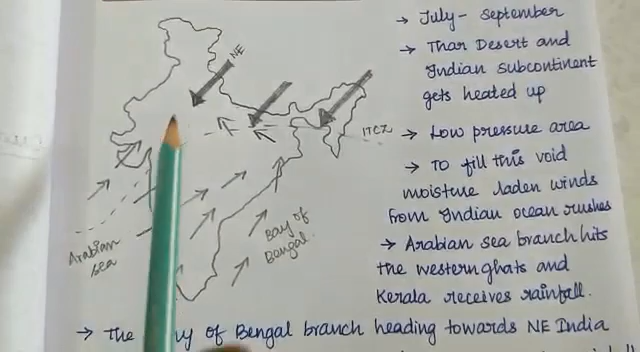 NE
ITCZ
Arabian
sea
Bay of
Bengal.
→ July - September
→ Thar Desert and
Indian subcontinent
gets heated up
→ Low pressure area
→ To fill this void
moisture laden winds
from Indian ocean rushes
→ Arabian sea branch hits
the western ghats and
Kerala receives rainfall.
→ The ay of Bengal branch heading towards NE India